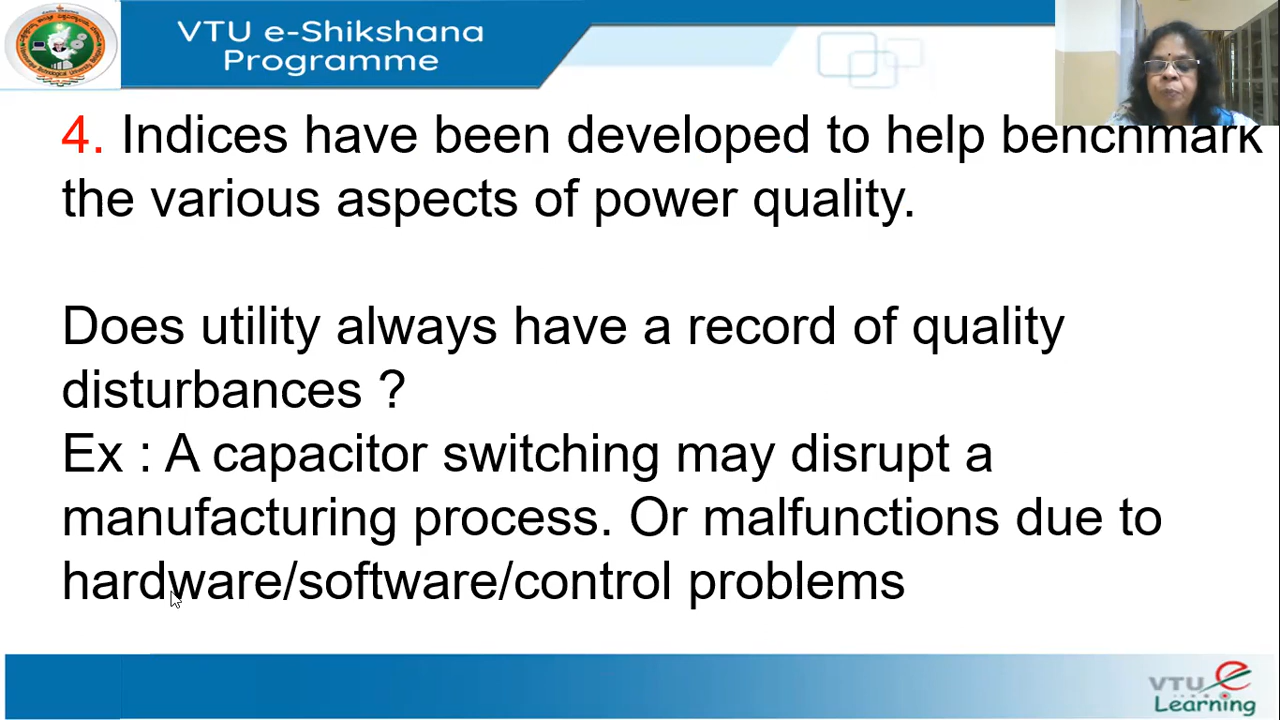 VTU e-Shikshana
Programme
4. Indices have been developed to help benchmark
the various aspects of power quality.
Does utility always have a record of quality
disturbances ?
Ex : A capacitor switching may disrupt a
manufacturing process. Or malfunctions due to
hardware/software/control problems
VTU e
Learning